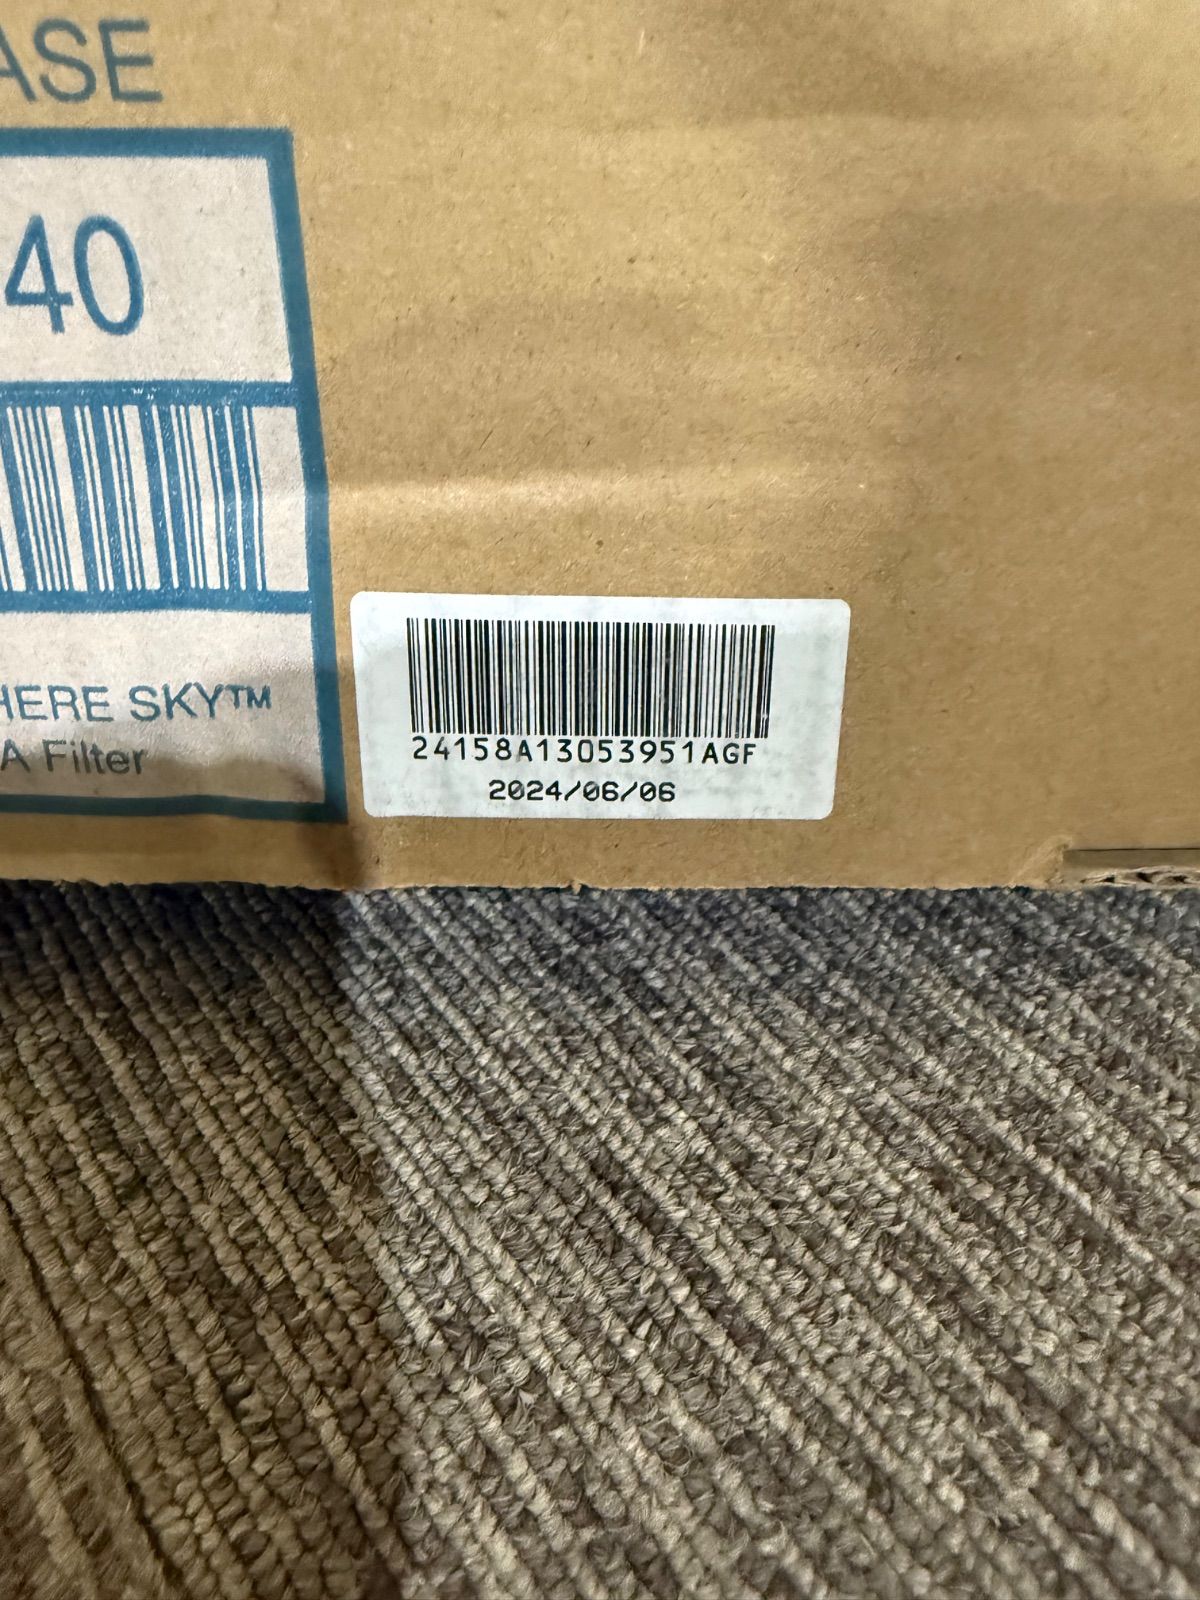 ASE
40
HERE SKY™
A Filter
24158A13053951AGF
2024/06/06